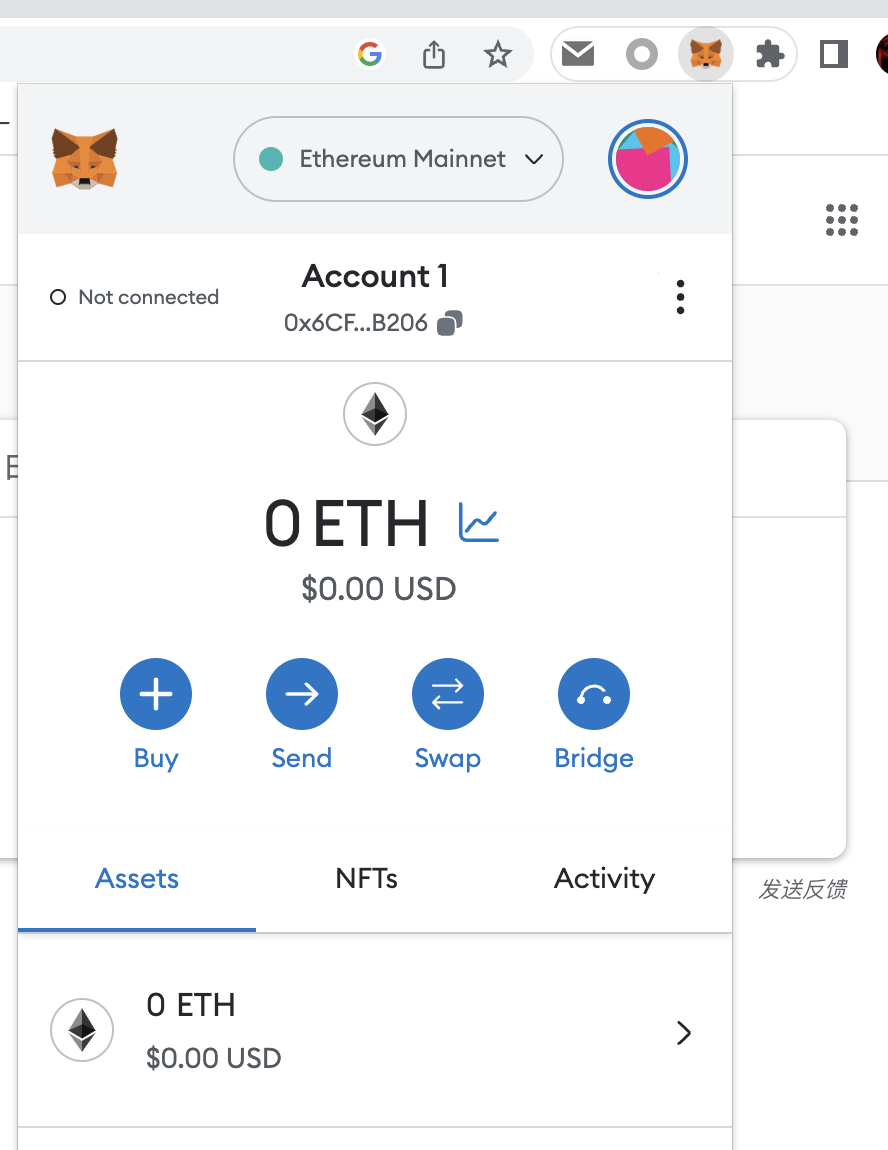 Ethereum Mainnet
Not connected
Account 1
0x6CF...B206
0 ETH
$0.00 USD
Buy
Send
Swap
Bridge
Assets
NFTs
Activity
发送反馈
0 ETH
$0.00 USD